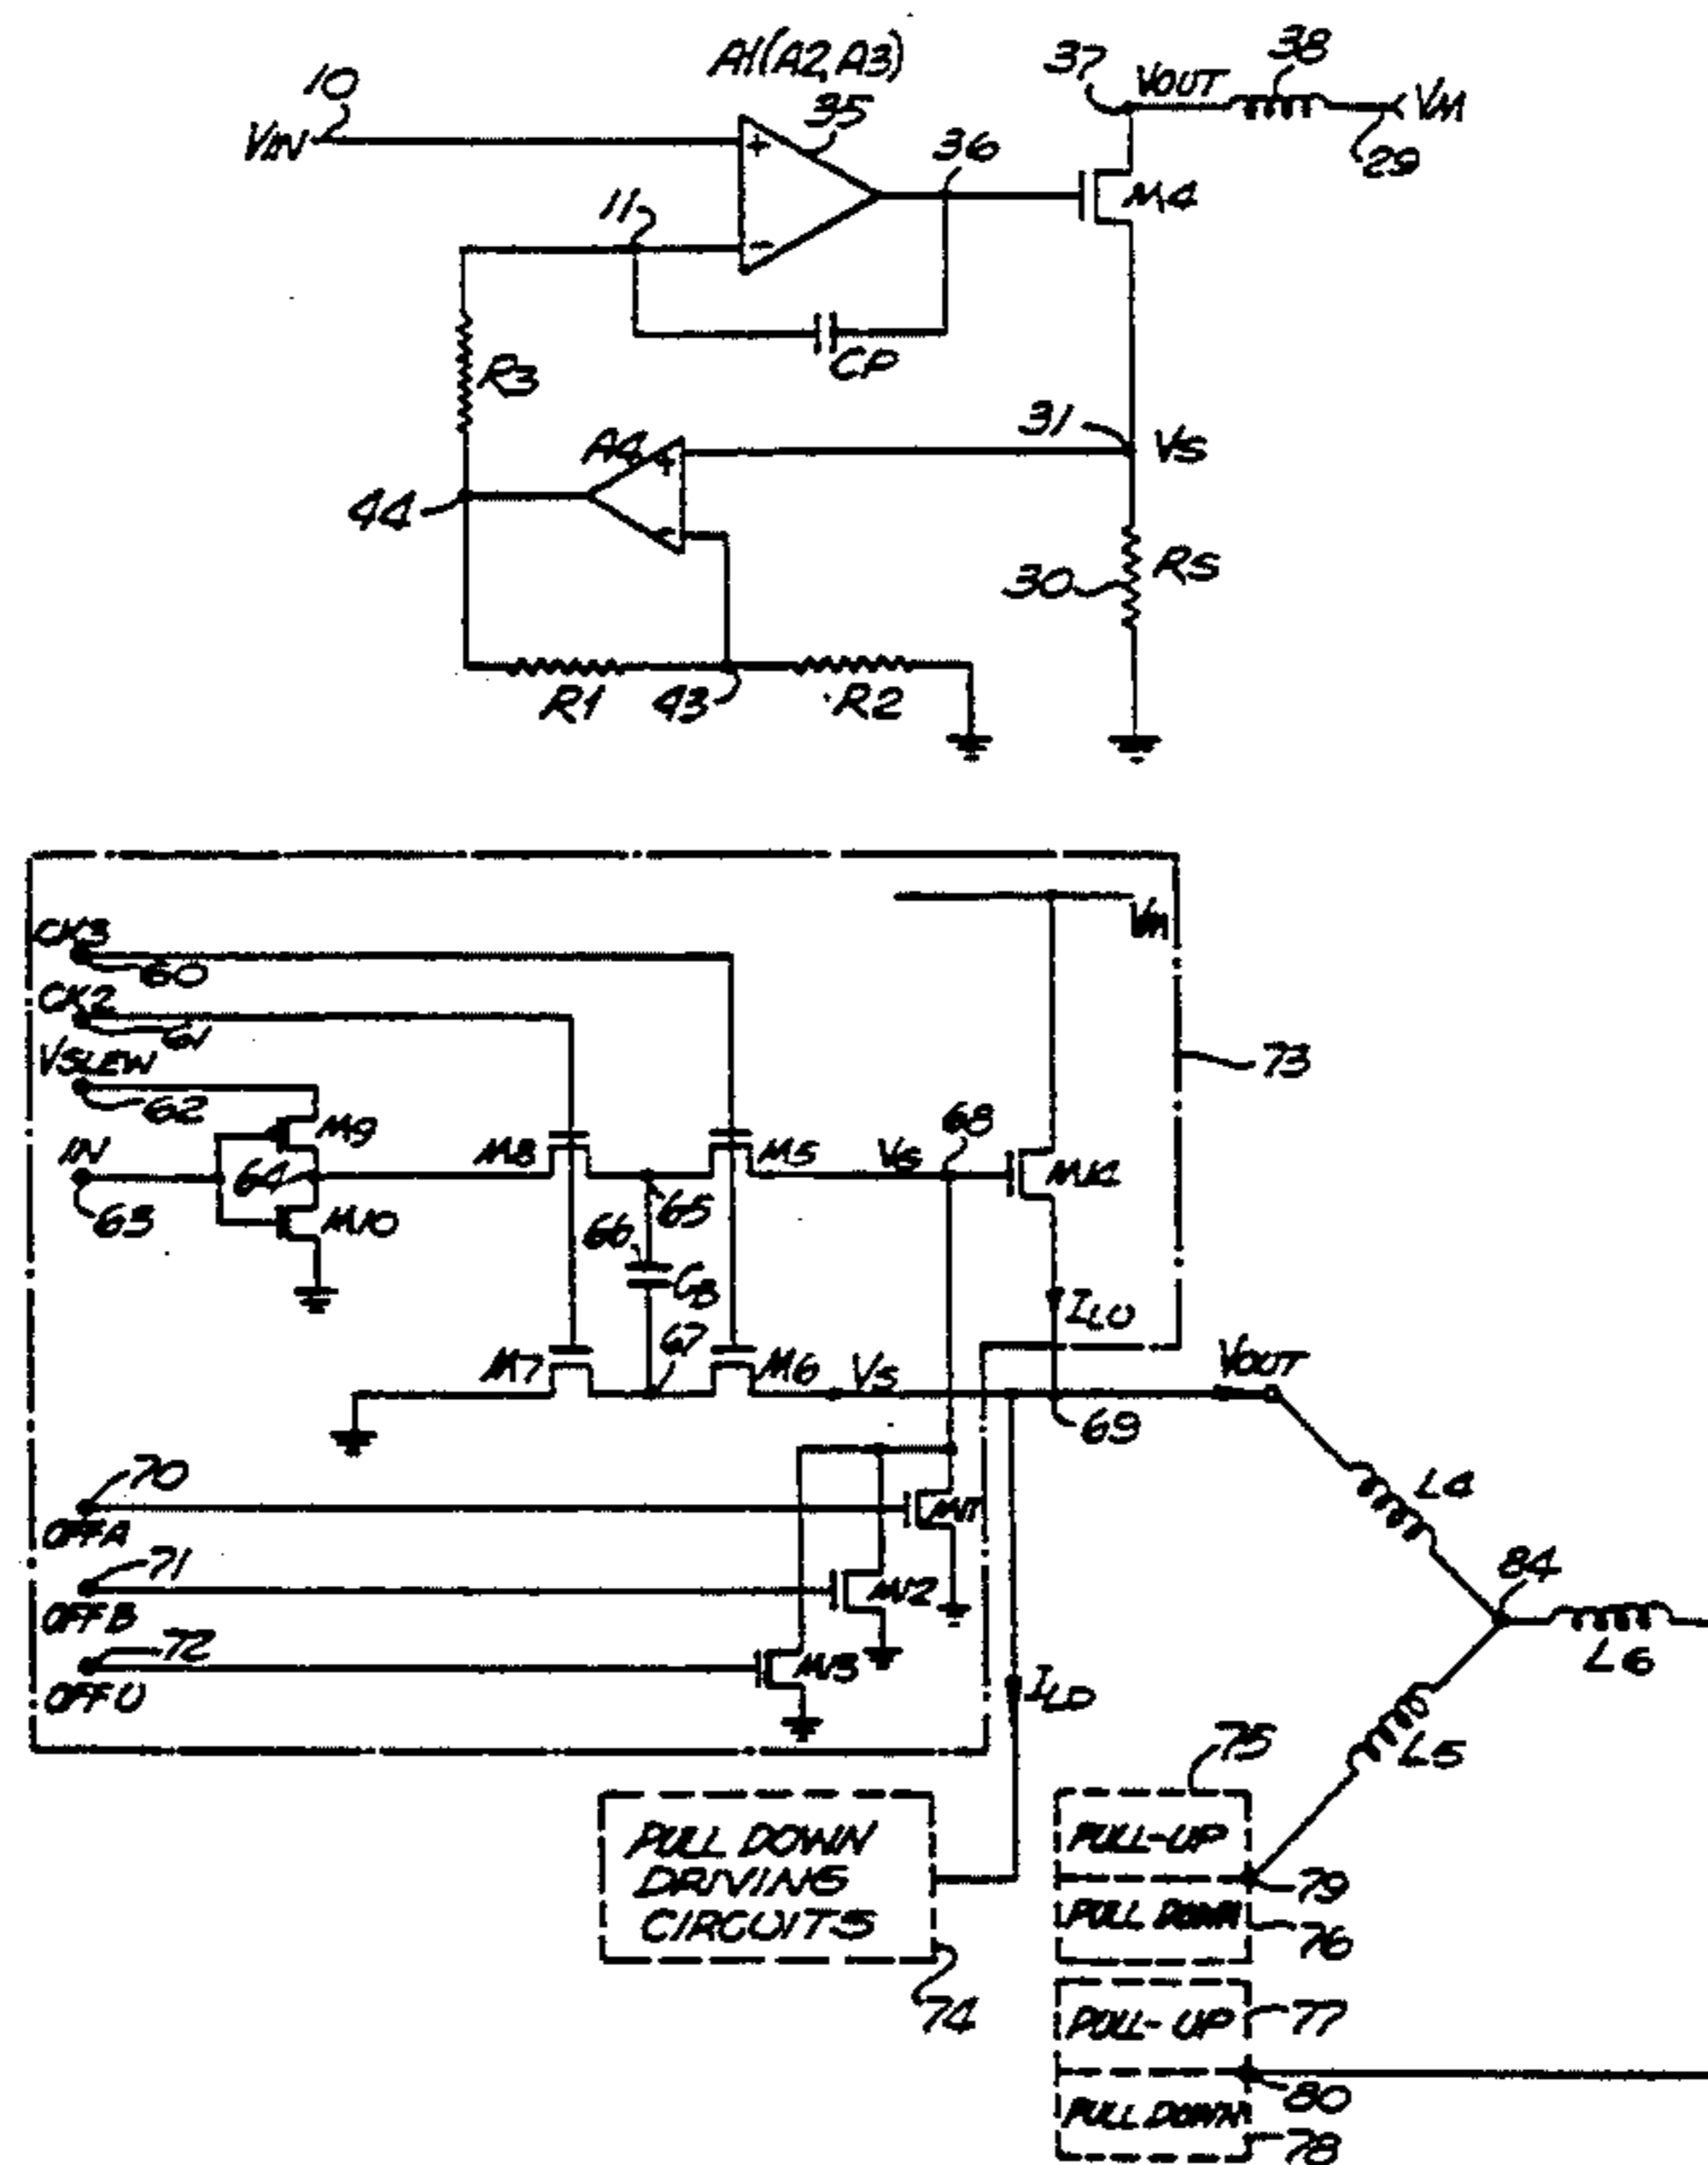 A1(A2,A3)
10
VIN
35
36
37
VOUT
38
VM
29
M4
11
CP
R3
A4
31
VS
44
30
RS
R1
43
R2
+
−
+
−
VM
CK3
60
CK2
61
VSLEW
62
73
M9
IN
64
63
M10
M8
M5
65
VG
68
M14
66
CB
ILU
67
M7
M6
VS
VOUT
69
70
OFFA
M11
L4
71
OFFB
M12
84
72
OFFU
M13
L6
ILD
L5
75
PULL DOWN
DRIVING
CIRCUITS
74
PULL-UP
79
PULL DOWN
76
PULL-UP
77
80
PULL DOWN
78